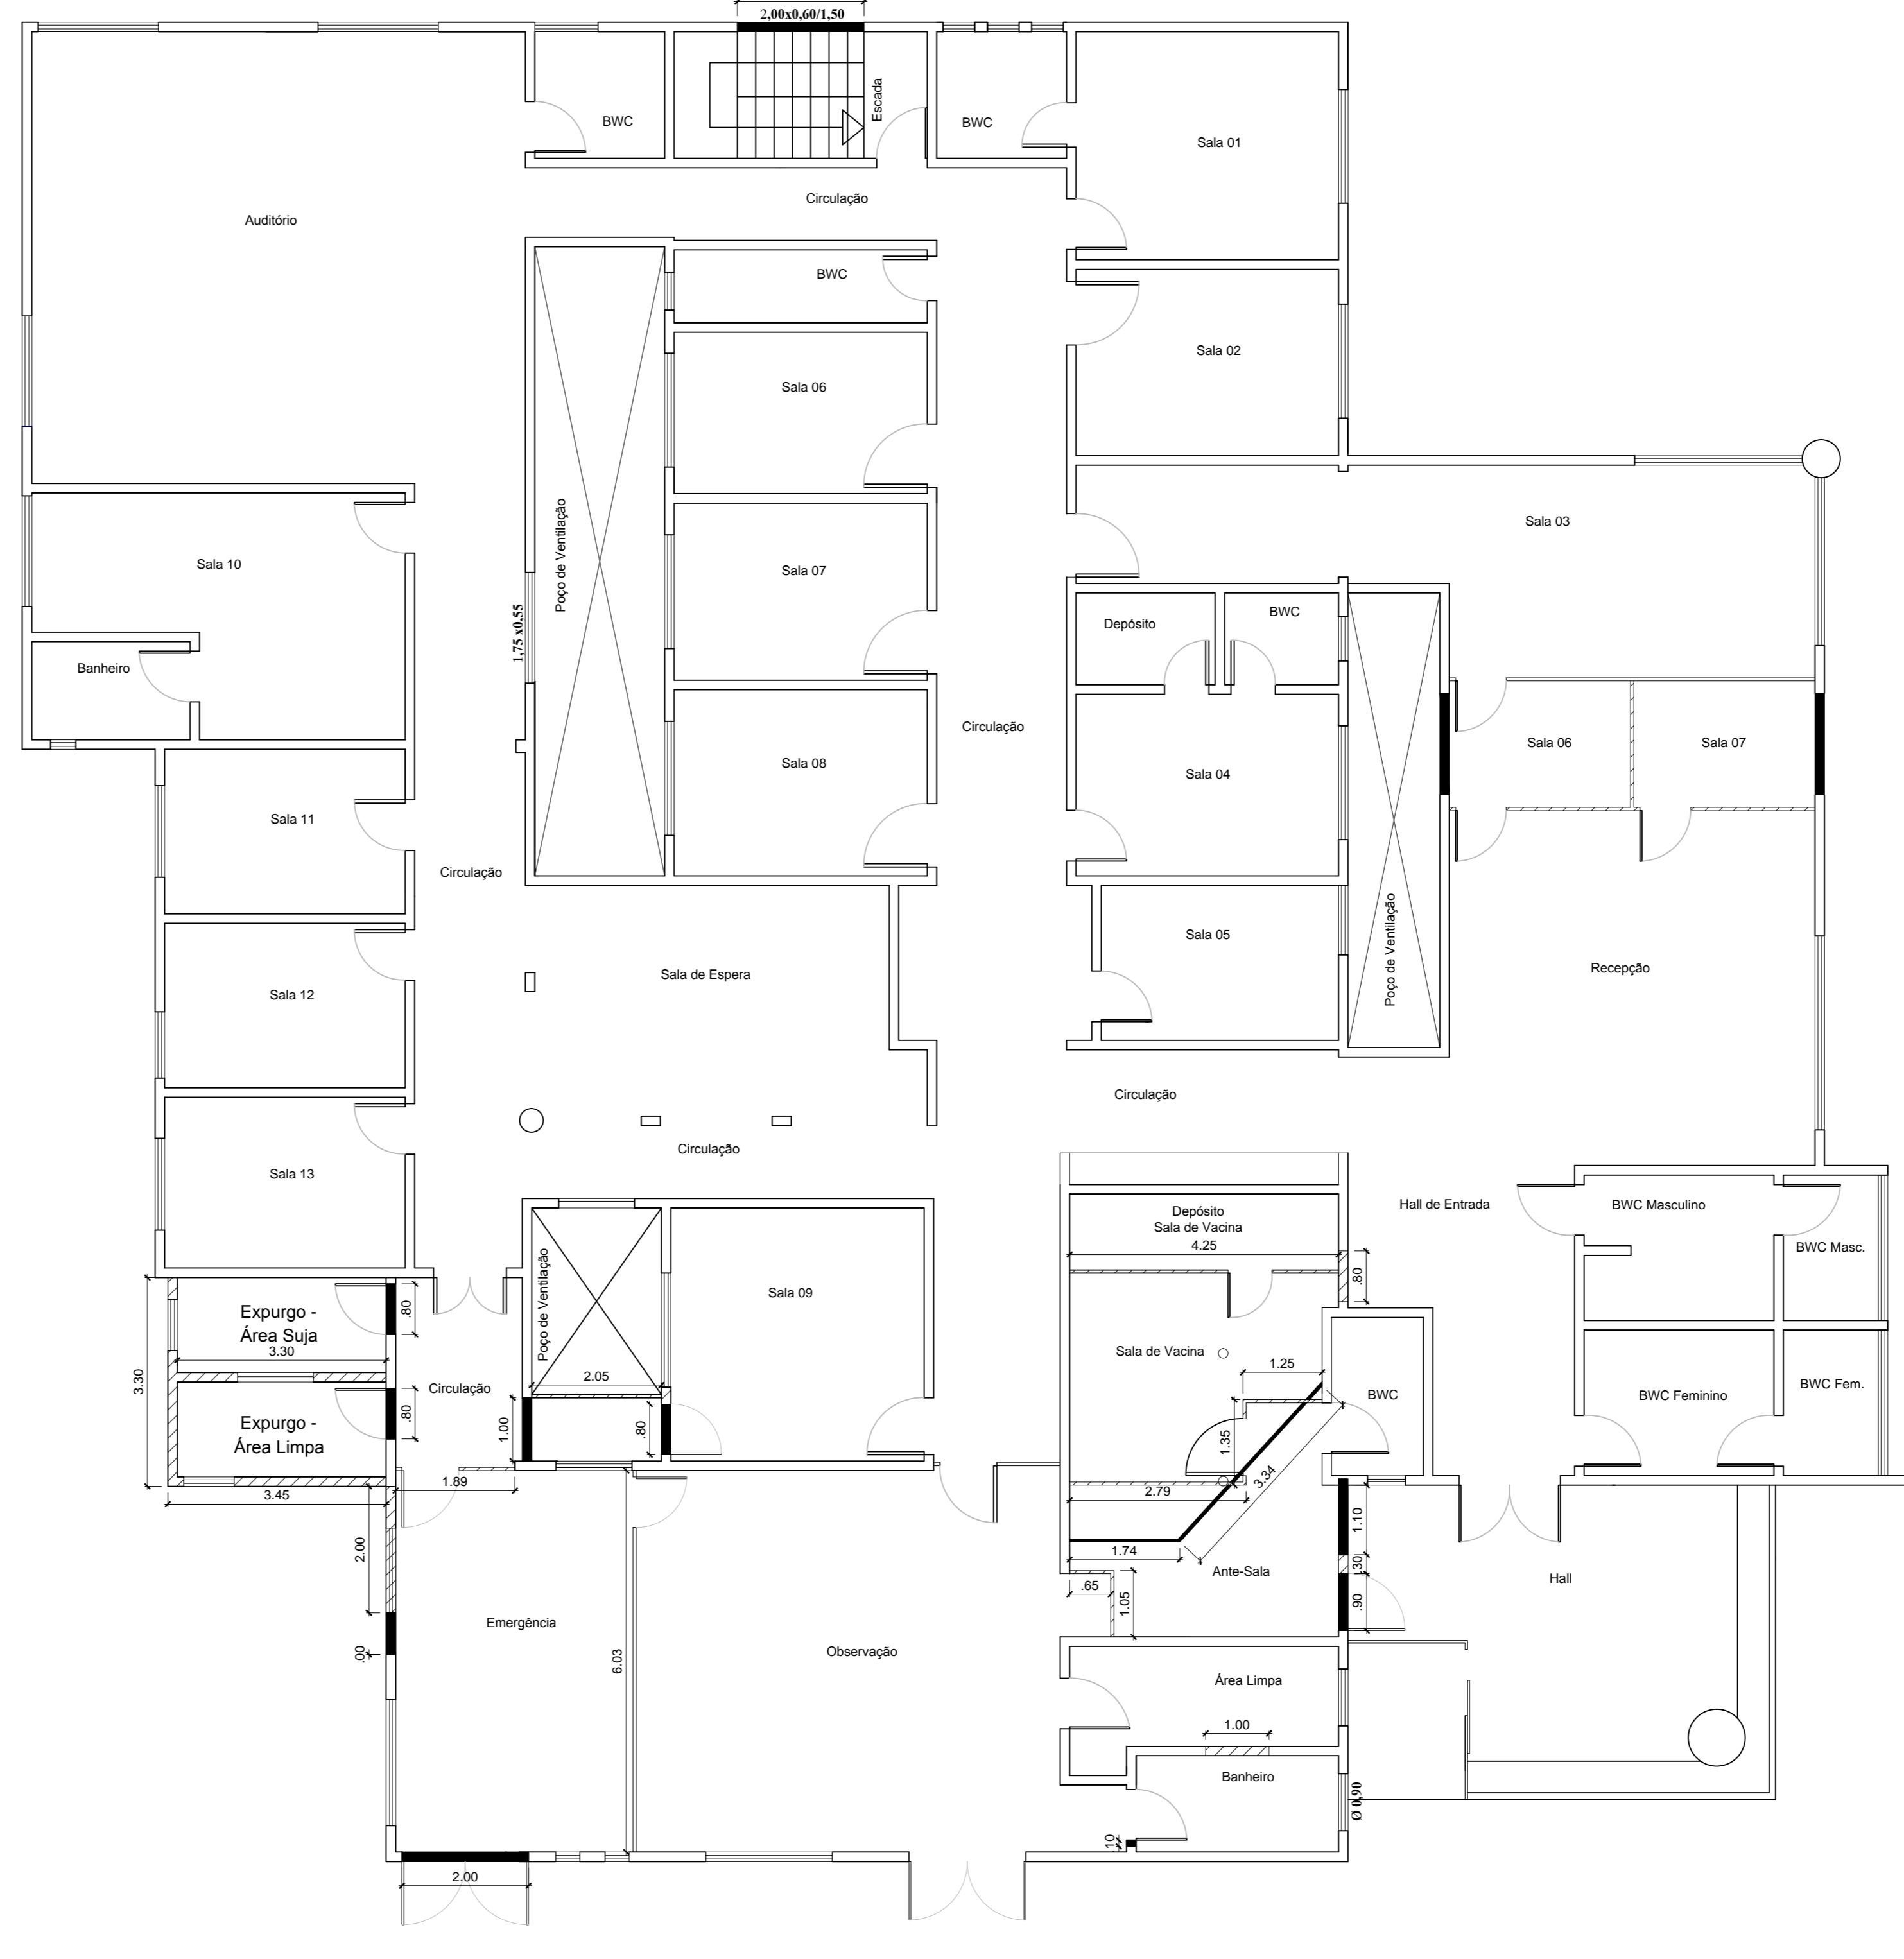 2,00x0,60/1,50
Escada
BWC
BWC
Sala 01
Circulação
Auditório
BWC
Sala 02
Sala 06
Poço de Ventilação
Sala 03
Sala 10
Sala 07
1,75 x0,55
Depósito
BWC
Banheiro
Circulação
Sala 06
Sala 07
Sala 08
Sala 04
Sala 11
Circulação
Poço de Ventilação
Sala 05
Sala de Espera
Recepção
Sala 12
Circulação
Circulação
Sala 13
Hall de Entrada
BWC Masculino
Depósito
Sala de Vacina
4.25
BWC Masc.
.80
Poço de Ventilação
Sala 09
Expurgo -
Área Suja
3.30
.80
3.30
Sala de Vacina
1.25
2.05
Circulação
BWC
BWC Feminino
BWC Fem.
Expurgo -
Área Limpa
.80
1.00
.80
1.35
3.34
1.89
3.45
2.79
2.00
1.10
1.74
.30
.65
1.05
Ante-Sala
Hall
.90
Emergência
6.03
Observação
.00
Área Limpa
1.00
Banheiro
Ø 0,90
.10
2.00